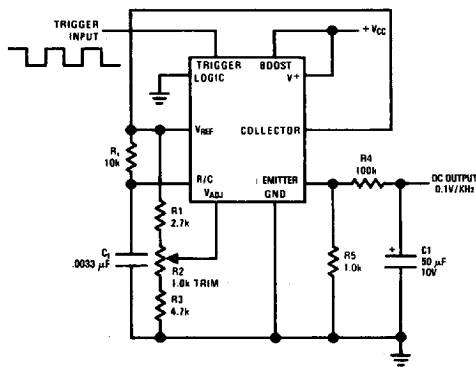 TRIGGER
INPUT
+VCC
TRIGGER
LOGIC
BOOST
V+
VREF
COLLECTOR
Rt
10k
R/C
VADJ
EMITTER
GND
R4
100k
DC OUTPUT
0.1V/KHz
R1
2.7k
Ct
.0033 µF
R2
1.0k TRIM
R3
4.7k
R5
1.0k
+
C1
50 µF
10V